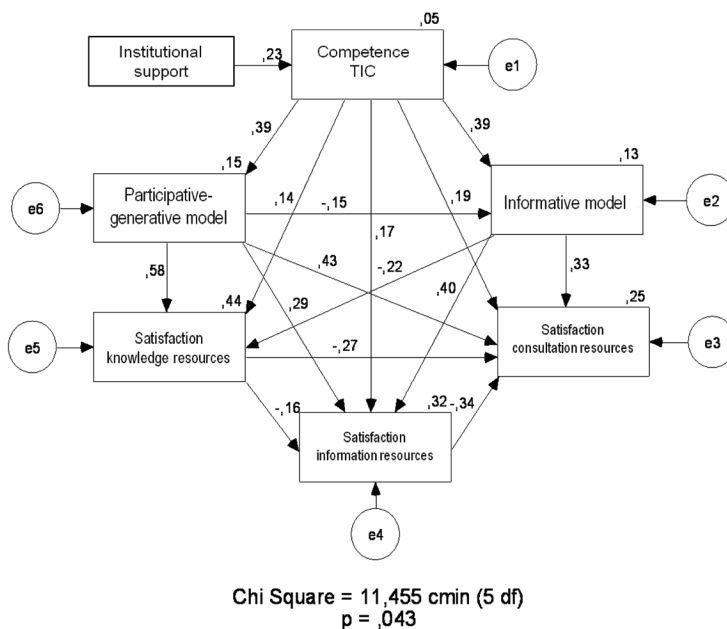 ,05
Institutional
support
,23
Competence
TIC
e1
,39
,39
,15
,13
e6
Participative-
generative model
,14
-,15
,19
Informative model
e2
,17
,58
,43
-,22
,33
,44
,29
,40
,25
e5
Satisfaction
knowledge resources
-,27
Satisfaction
consultation resources
e3
-,16
,32
-,34
Satisfaction
information resources
e4
Chi Square = 11,455 cmin (5 df)
p = ,043